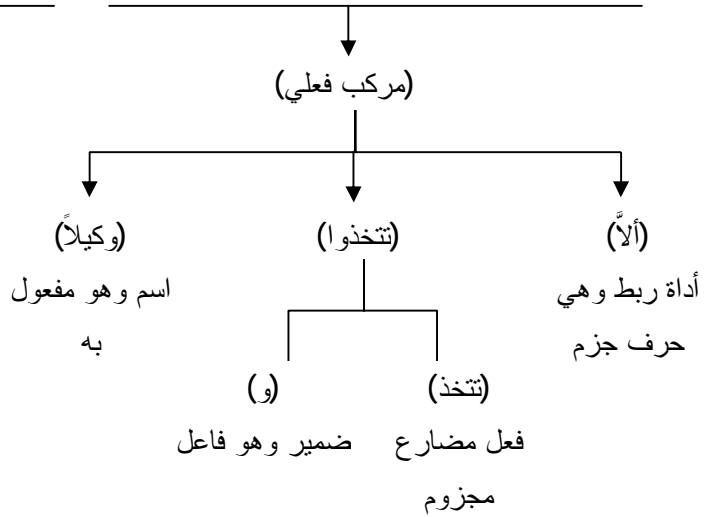 (مركب فعلي)
(ألاَّ) (تتخذوا) (وكيلاً)
أداة ربط وهي
حرف جزم
اسم وهو مفعول
به
(تتخذ) (و)
فعل مضارع
مجزوم
ضمير وهو فاعل